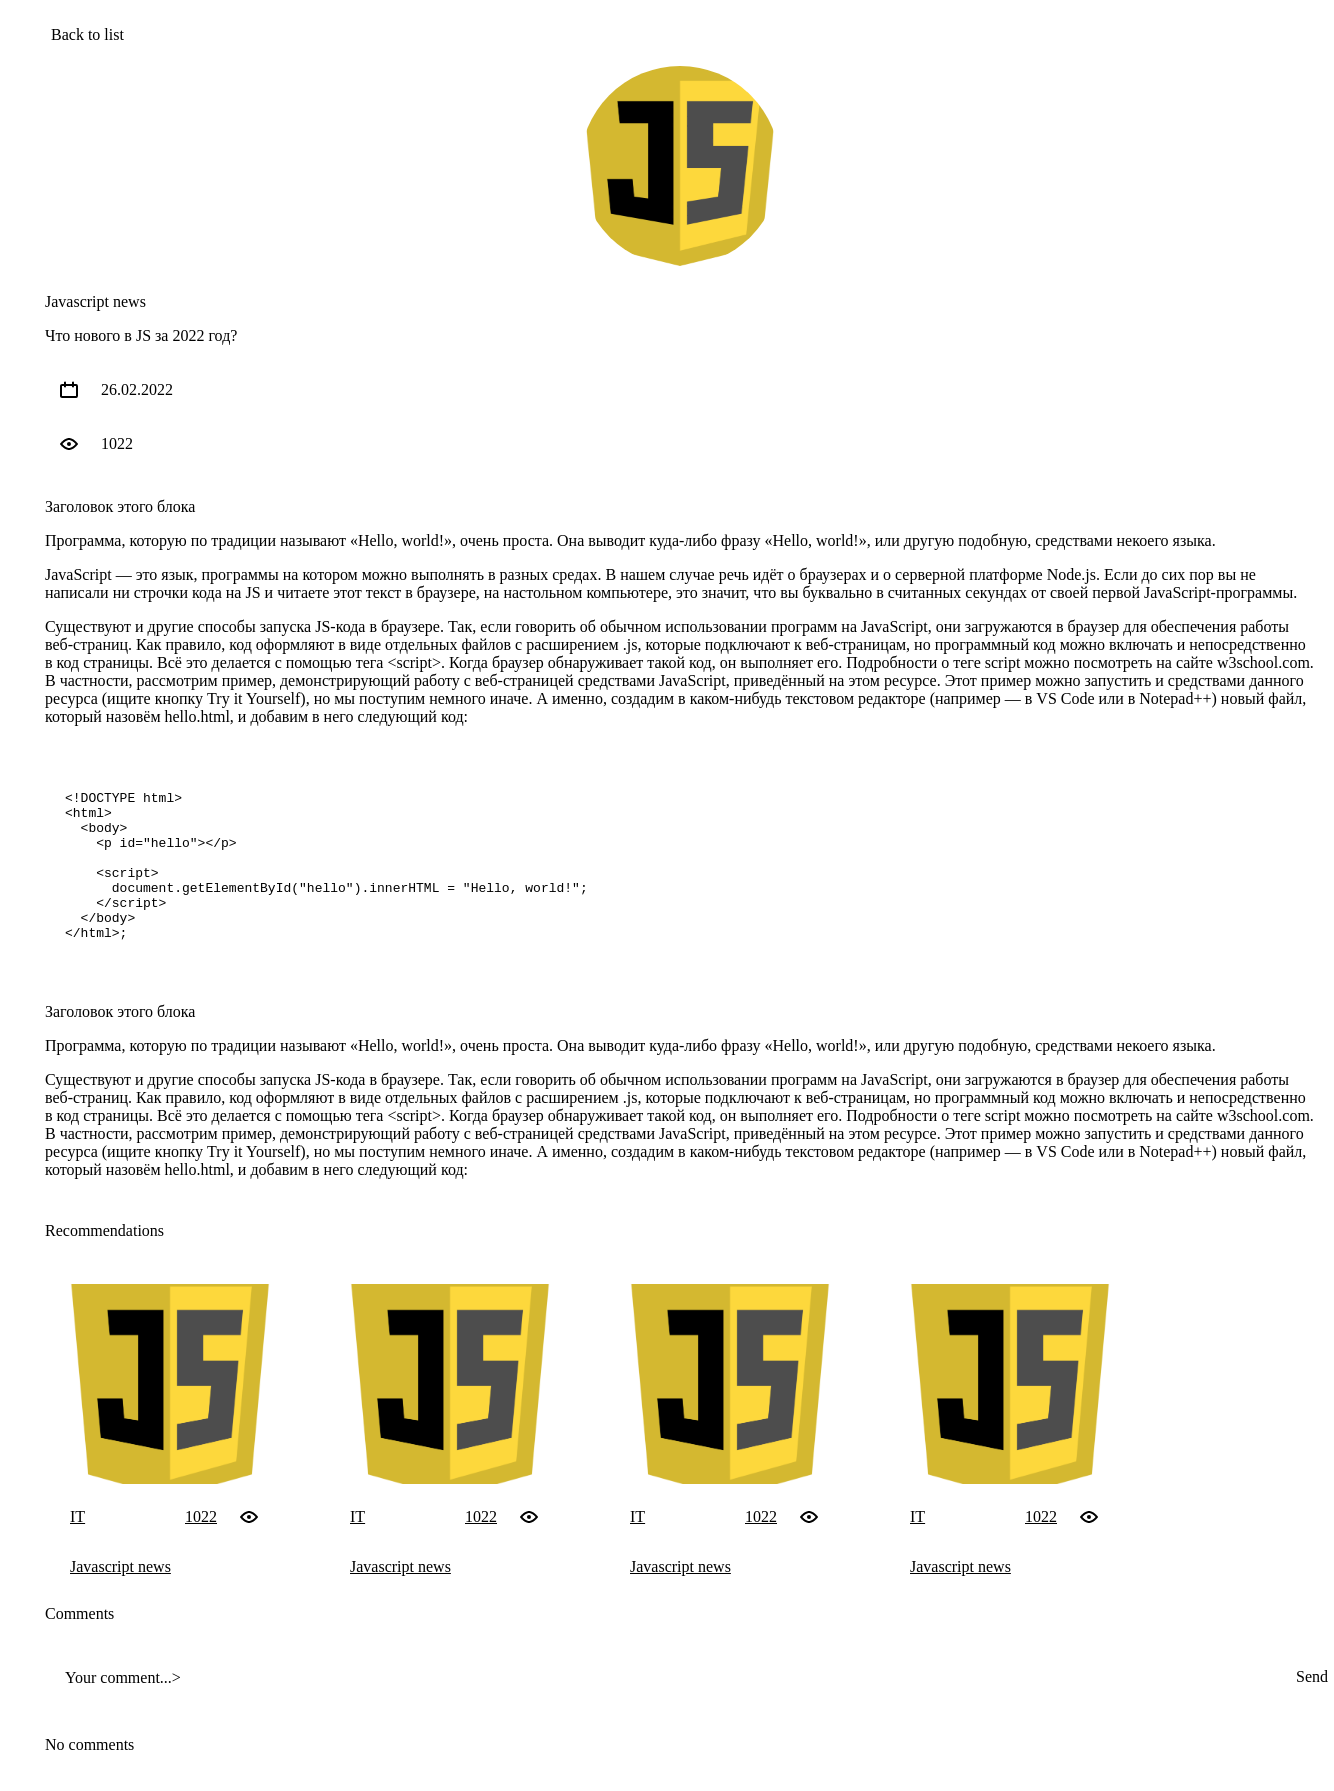 Back to list
JS
Javascript news
Что нового в JS за 2022 год?
26.02.2022
1022
Заголовок этого блока
Программа, которую по традиции называют «Hello, world!», очень проста. Она выводит куда-либо фразу «Hello, world!», или другую подобную, средствами некоего языка.
JavaScript — это язык, программы на котором можно выполнять в разных средах. В нашем случае речь идёт о браузерах и о серверной платформе Node.js. Если до сих пор вы не
написали ни строчки кода на JS и читаете этот текст в браузере, на настольном компьютере, это значит, что вы буквально в считанных секундах от своей первой JavaScript-программы.
Существуют и другие способы запуска JS-кода в браузере. Так, если говорить об обычном использовании программ на JavaScript, они загружаются в браузер для обеспечения работы
веб-страниц. Как правило, код оформляют в виде отдельных файлов с расширением .js, которые подключают к веб-страницам, но программный код можно включать и непосредственно
в код страницы. Всё это делается с помощью тега <script>. Когда браузер обнаруживает такой код, он выполняет его. Подробности о теге script можно посмотреть на сайте w3school.com.
В частности, рассмотрим пример, демонстрирующий работу с веб-страницей средствами JavaScript, приведённый на этом ресурсе. Этот пример можно запустить и средствами данного
ресурса (ищите кнопку Try it Yourself), но мы поступим немного иначе. А именно, создадим в каком-нибудь текстовом редакторе (например — в VS Code или в Notepad++) новый файл,
который назовём hello.html, и добавим в него следующий код:
<!DOCTYPE html>
<html>
<body>
<p id="hello"></p>
<script>
document.getElementById("hello").innerHTML = "Hello, world!";
</script>
</body>
</html>;
Заголовок этого блока
Программа, которую по традиции называют «Hello, world!», очень проста. Она выводит куда-либо фразу «Hello, world!», или другую подобную, средствами некоего языка.
Существуют и другие способы запуска JS-кода в браузере. Так, если говорить об обычном использовании программ на JavaScript, они загружаются в браузер для обеспечения работы
веб-страниц. Как правило, код оформляют в виде отдельных файлов с расширением .js, которые подключают к веб-страницам, но программный код можно включать и непосредственно
в код страницы. Всё это делается с помощью тега <script>. Когда браузер обнаруживает такой код, он выполняет его. Подробности о теге script можно посмотреть на сайте w3school.com.
В частности, рассмотрим пример, демонстрирующий работу с веб-страницей средствами JavaScript, приведённый на этом ресурсе. Этот пример можно запустить и средствами данного
ресурса (ищите кнопку Try it Yourself), но мы поступим немного иначе. А именно, создадим в каком-нибудь текстовом редакторе (например — в VS Code или в Notepad++) новый файл,
который назовём hello.html, и добавим в него следующий код:
Recommendations
JS JS JS JS
IT 1022 IT 1022 IT 1022 IT 1022
Javascript news Javascript news Javascript news Javascript news
Comments
Your comment...> Send
No comments